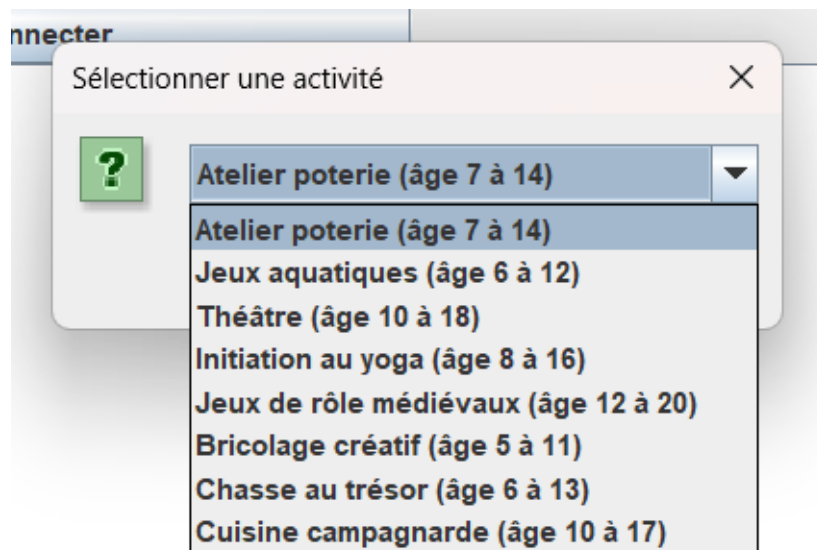 nnecter
Sélectionner une activité
?
Atelier poterie (âge 7 à 14)
Atelier poterie (âge 7 à 14)
Jeux aquatiques (âge 6 à 12)
Théâtre (âge 10 à 18)
Initiation au yoga (âge 8 à 16)
Jeux de rôle médiévaux (âge 12 à 20)
Bricolage créatif (âge 5 à 11)
Chasse au trésor (âge 6 à 13)
Cuisine campagnarde (âge 10 à 17)